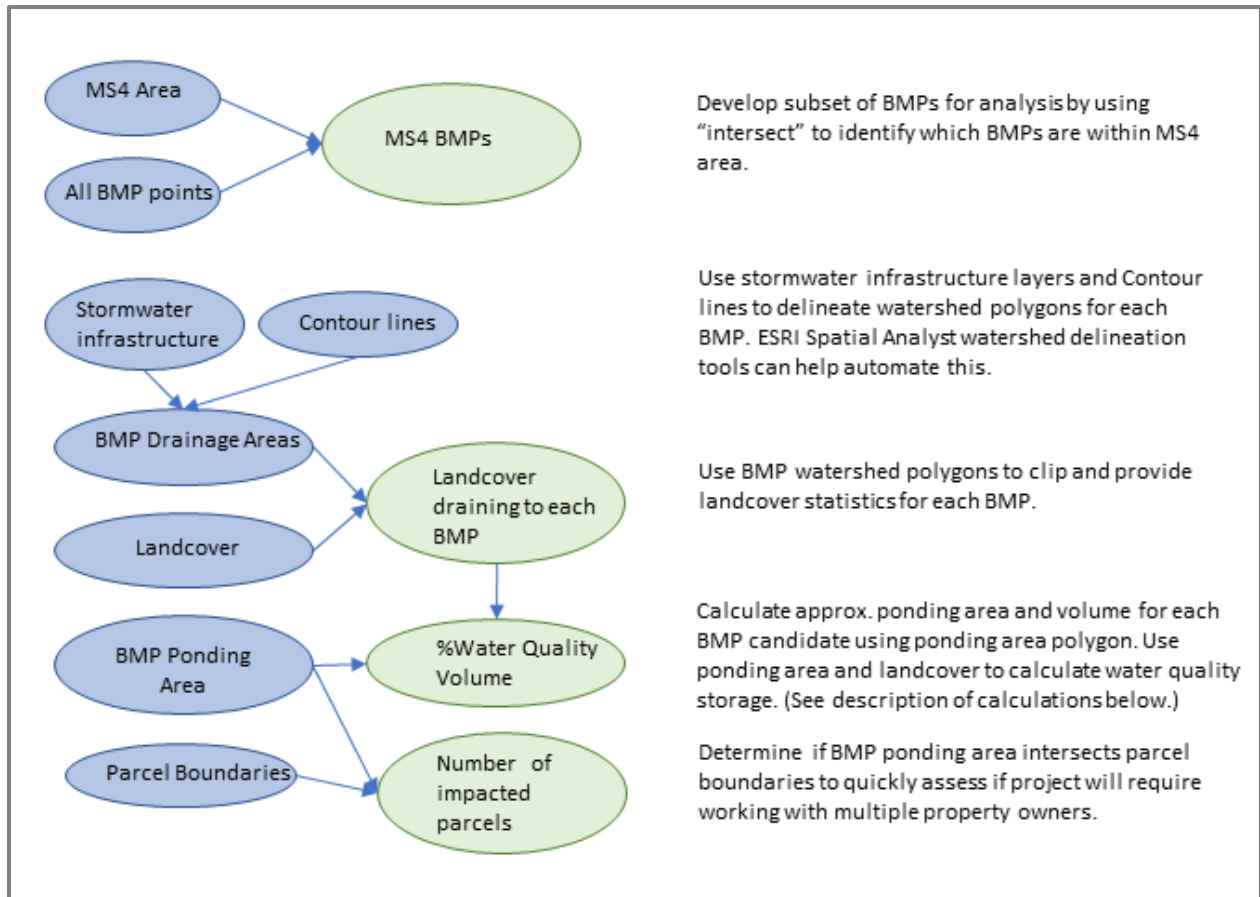 MS4 Area
All BMP points
MS4 BMPs
Develop subset of BMPs for analysis by using
“intersect” to identify which BMPs are within MS4
area.
Stormwater
infrastructure
Contour lines
Use stormwater infrastructure layers and Contour
lines to delineate watershed polygons for each
BMP. ESRI Spatial Analyst watershed delineation
tools can help automate this.
BMP Drainage Areas
Landcover
Landcover
draining to each
BMP
Use BMP watershed polygons to clip and provide
landcover statistics for each BMP.
BMP Ponding
Area
%Water Quality
Volume
Calculate approx. ponding area and volume for each
BMP candidate using ponding area polygon. Use
ponding area and landcover to calculate water quality
storage. (See description of calculations below.)
Parcel Boundaries
Number of
impacted
parcels
Determine if BMP ponding area intersects parcel
boundaries to quickly assess if project will require
working with multiple property owners.